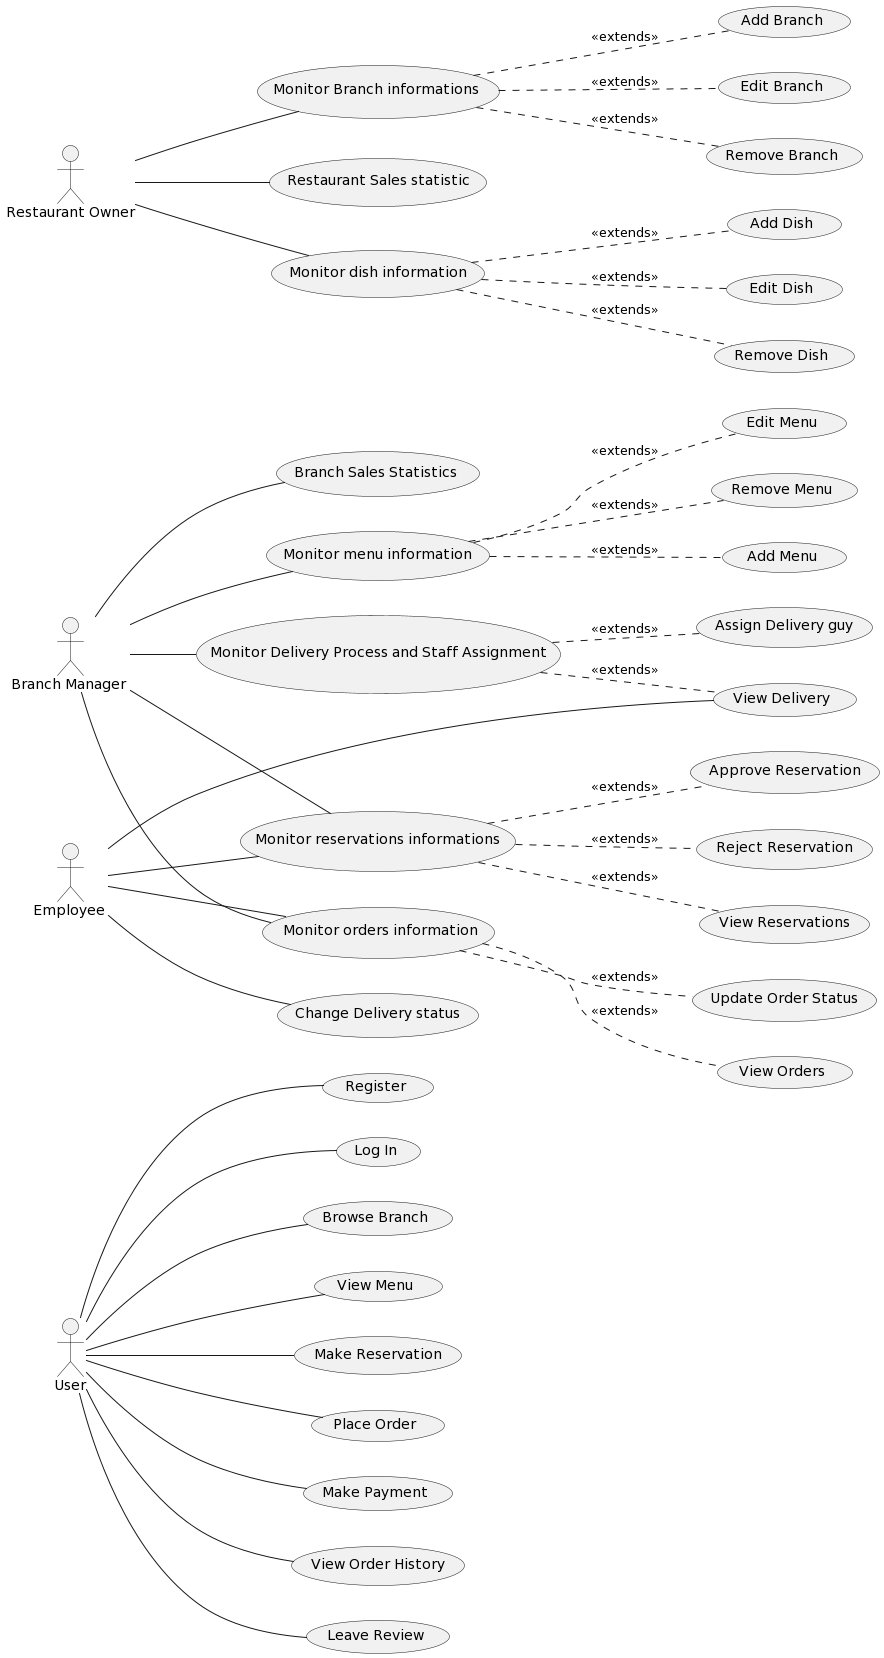 Add Branch
«extends»
Edit Branch
«extends»
Monitor Branch informations
«extends»
Remove Branch
Restaurant Sales statistic
Restaurant Owner
Add Dish
«extends»
Monitor dish information
«extends»
Edit Dish
«extends»
Remove Dish
Edit Menu
«extends»
Branch Sales Statistics
Remove Menu
«extends»
Monitor menu information
«extends»
Add Menu
Assign Delivery guy
«extends»
Monitor Delivery Process and Staff Assignment
«extends»
Branch Manager
View Delivery
Approve Reservation
«extends»
Monitor reservations informations
«extends»
Reject Reservation
«extends»
View Reservations
Employee
Monitor orders information
«extends»
Update Order Status
Change Delivery status
«extends»
View Orders
Register
Log In
Browse Branch
View Menu
Make Reservation
User
Place Order
Make Payment
View Order History
Leave Review